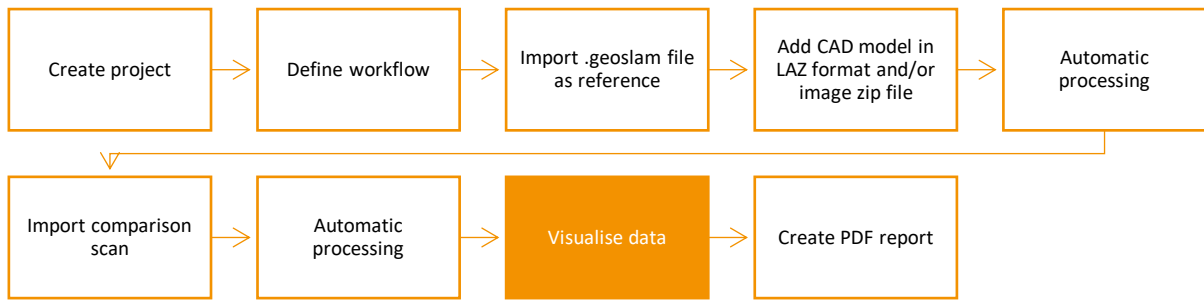 Create project
Define workflow
Import .geoslam file
as reference
Add CAD model in
LAZ format and/or
image zip file
Automatic
processing
Import comparison
scan
Automatic
processing
Visualise data
Create PDF report